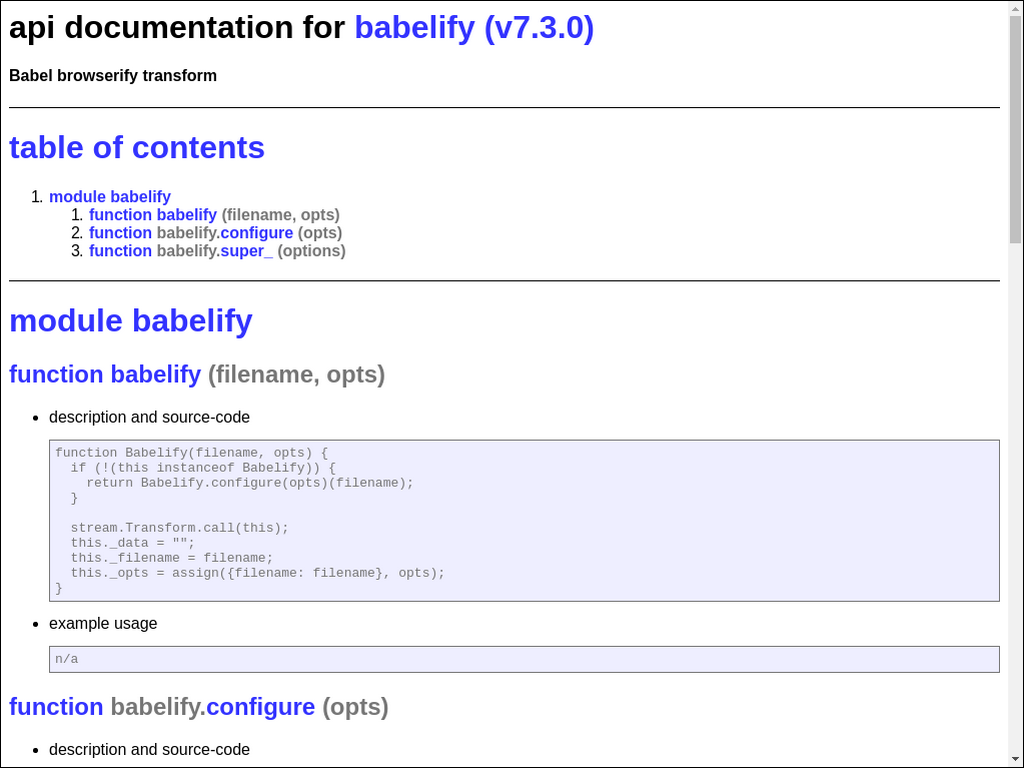 api documentation for babelify (v7.3.0)
Babel browserify transform
table of contents
1. module babelify
1. function babelify (filename, opts)
2. function babelify.configure (opts)
3. function babelify.super_ (options)
module babelify
function babelify (filename, opts)
• description and source-code
function Babelify(filename, opts) {
  if (!(this instanceof Babelify)) {
    return Babelify.configure(opts)(filename);
  }
  stream.Transform.call(this);
  this._data = "";
  this._filename = filename;
  this._opts = assign({filename: filename}, opts);
}
• example usage
n/a
function babelify.configure (opts)
• description and source-code